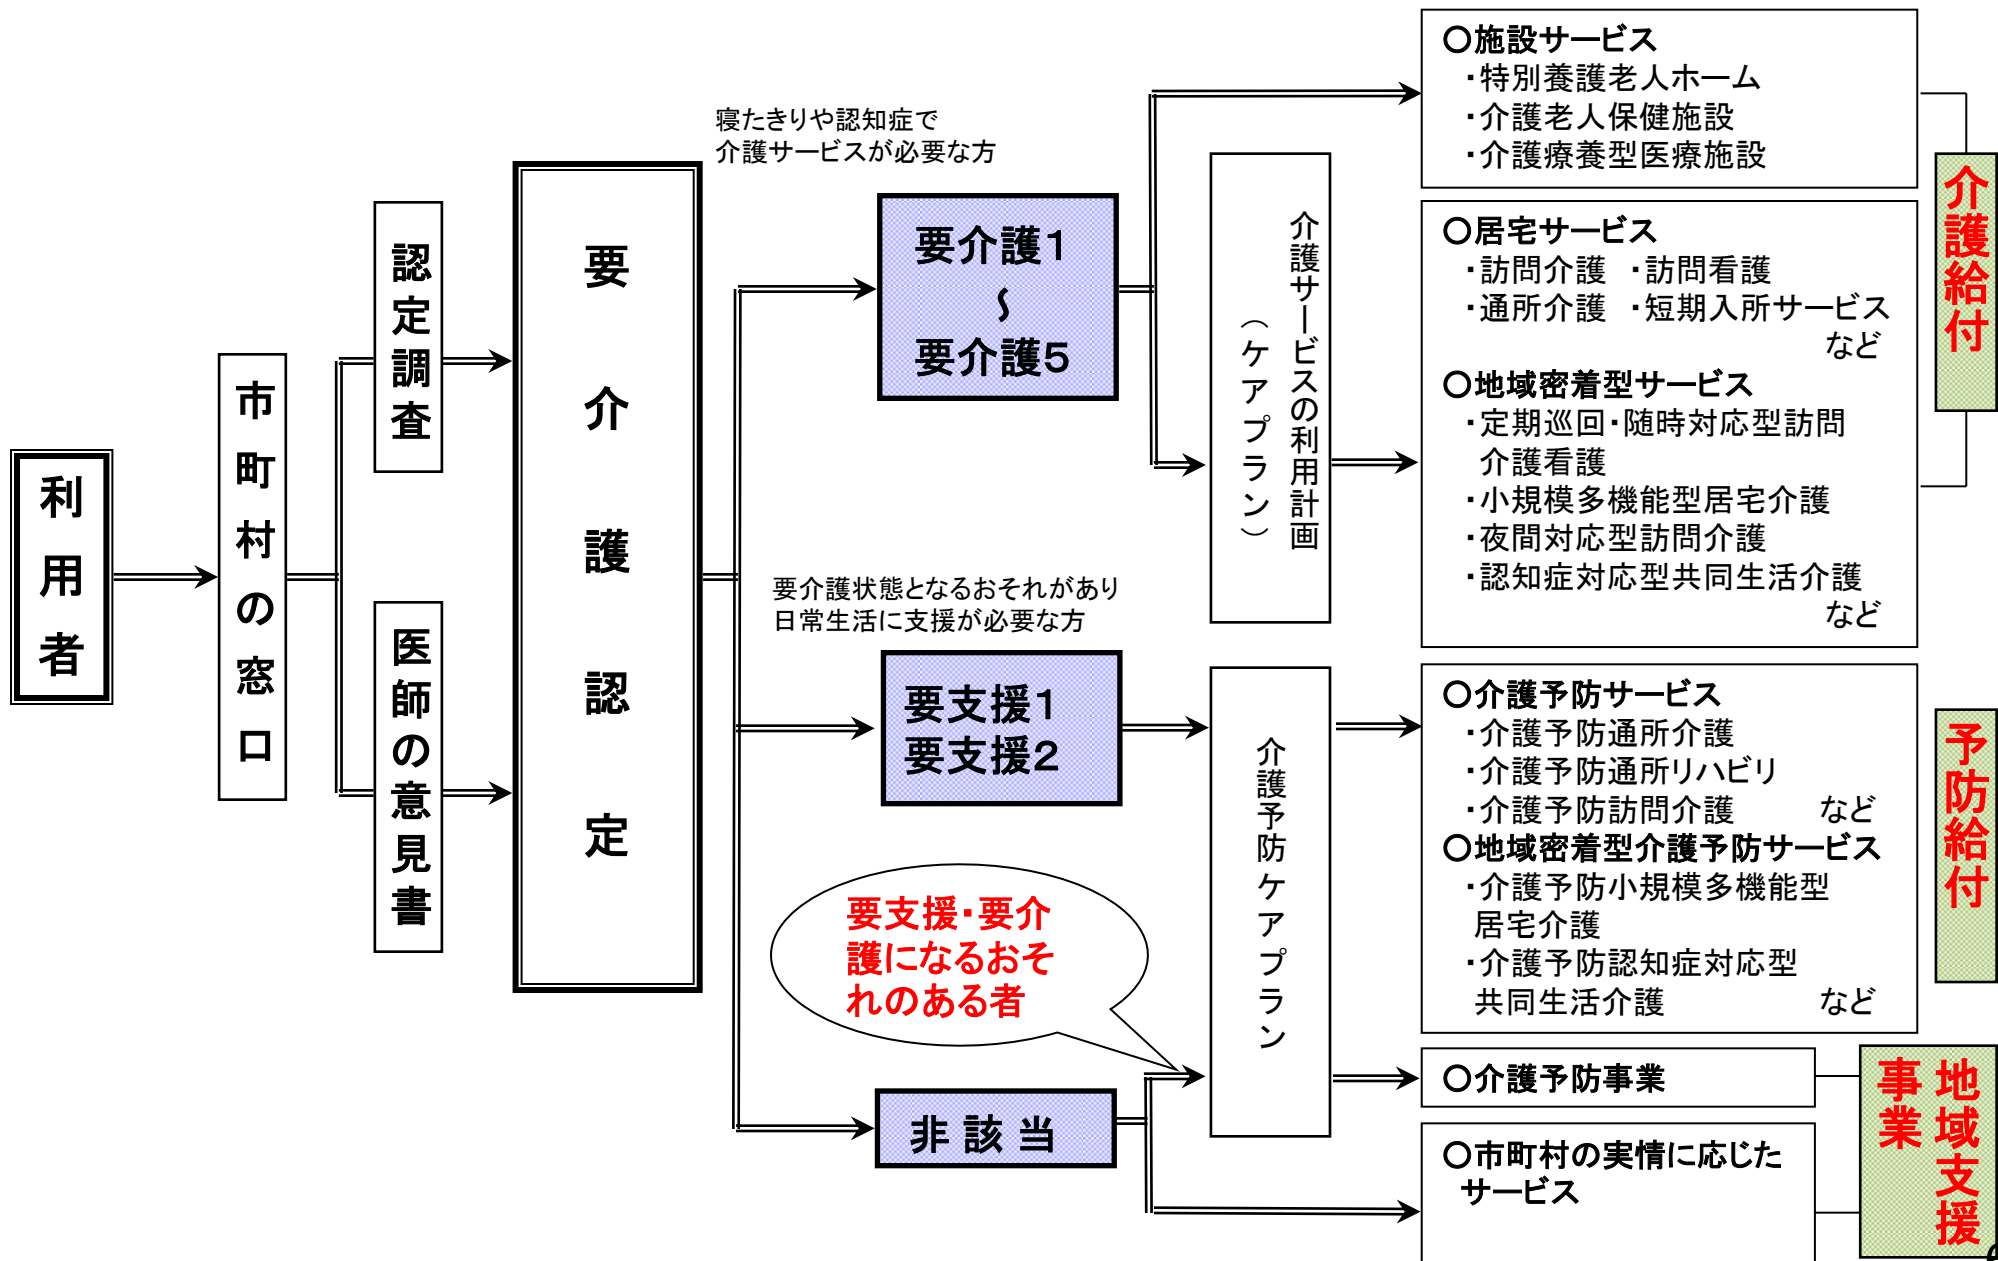 利用者
市町村の窓口
認定調査
医師の意見書
要介護認定
寝たきりや認知症で
介護サービスが必要な方
要介護1
～
要介護5
要介護状態となるおそれがあり
日常生活に支援が必要な方
要支援1
要支援2
要支援・要介
護になるおそ
れのある者
非該当
介護サービスの利用計画
（ケアプラン）
介護予防ケアプラン
○施設サービス
・特別養護老人ホーム
・介護老人保健施設
・介護療養型医療施設
○居宅サービス
・訪問介護　・訪問看護
・通所介護　・短期入所サービス
など
○地域密着型サービス
・定期巡回・随時対応型訪問
介護看護
・小規模多機能型居宅介護
・夜間対応型訪問介護
・認知症対応型共同生活介護
など
○介護予防サービス
・介護予防通所介護
・介護予防通所リハビリ
・介護予防訪問介護　など
○地域密着型介護予防サービス
・介護予防小規模多機能型
居宅介護
・介護予防認知症対応型
共同生活介護　など
○介護予防事業
○市町村の実情に応じた
サービス
介護給付
予防給付
地域支援
事業